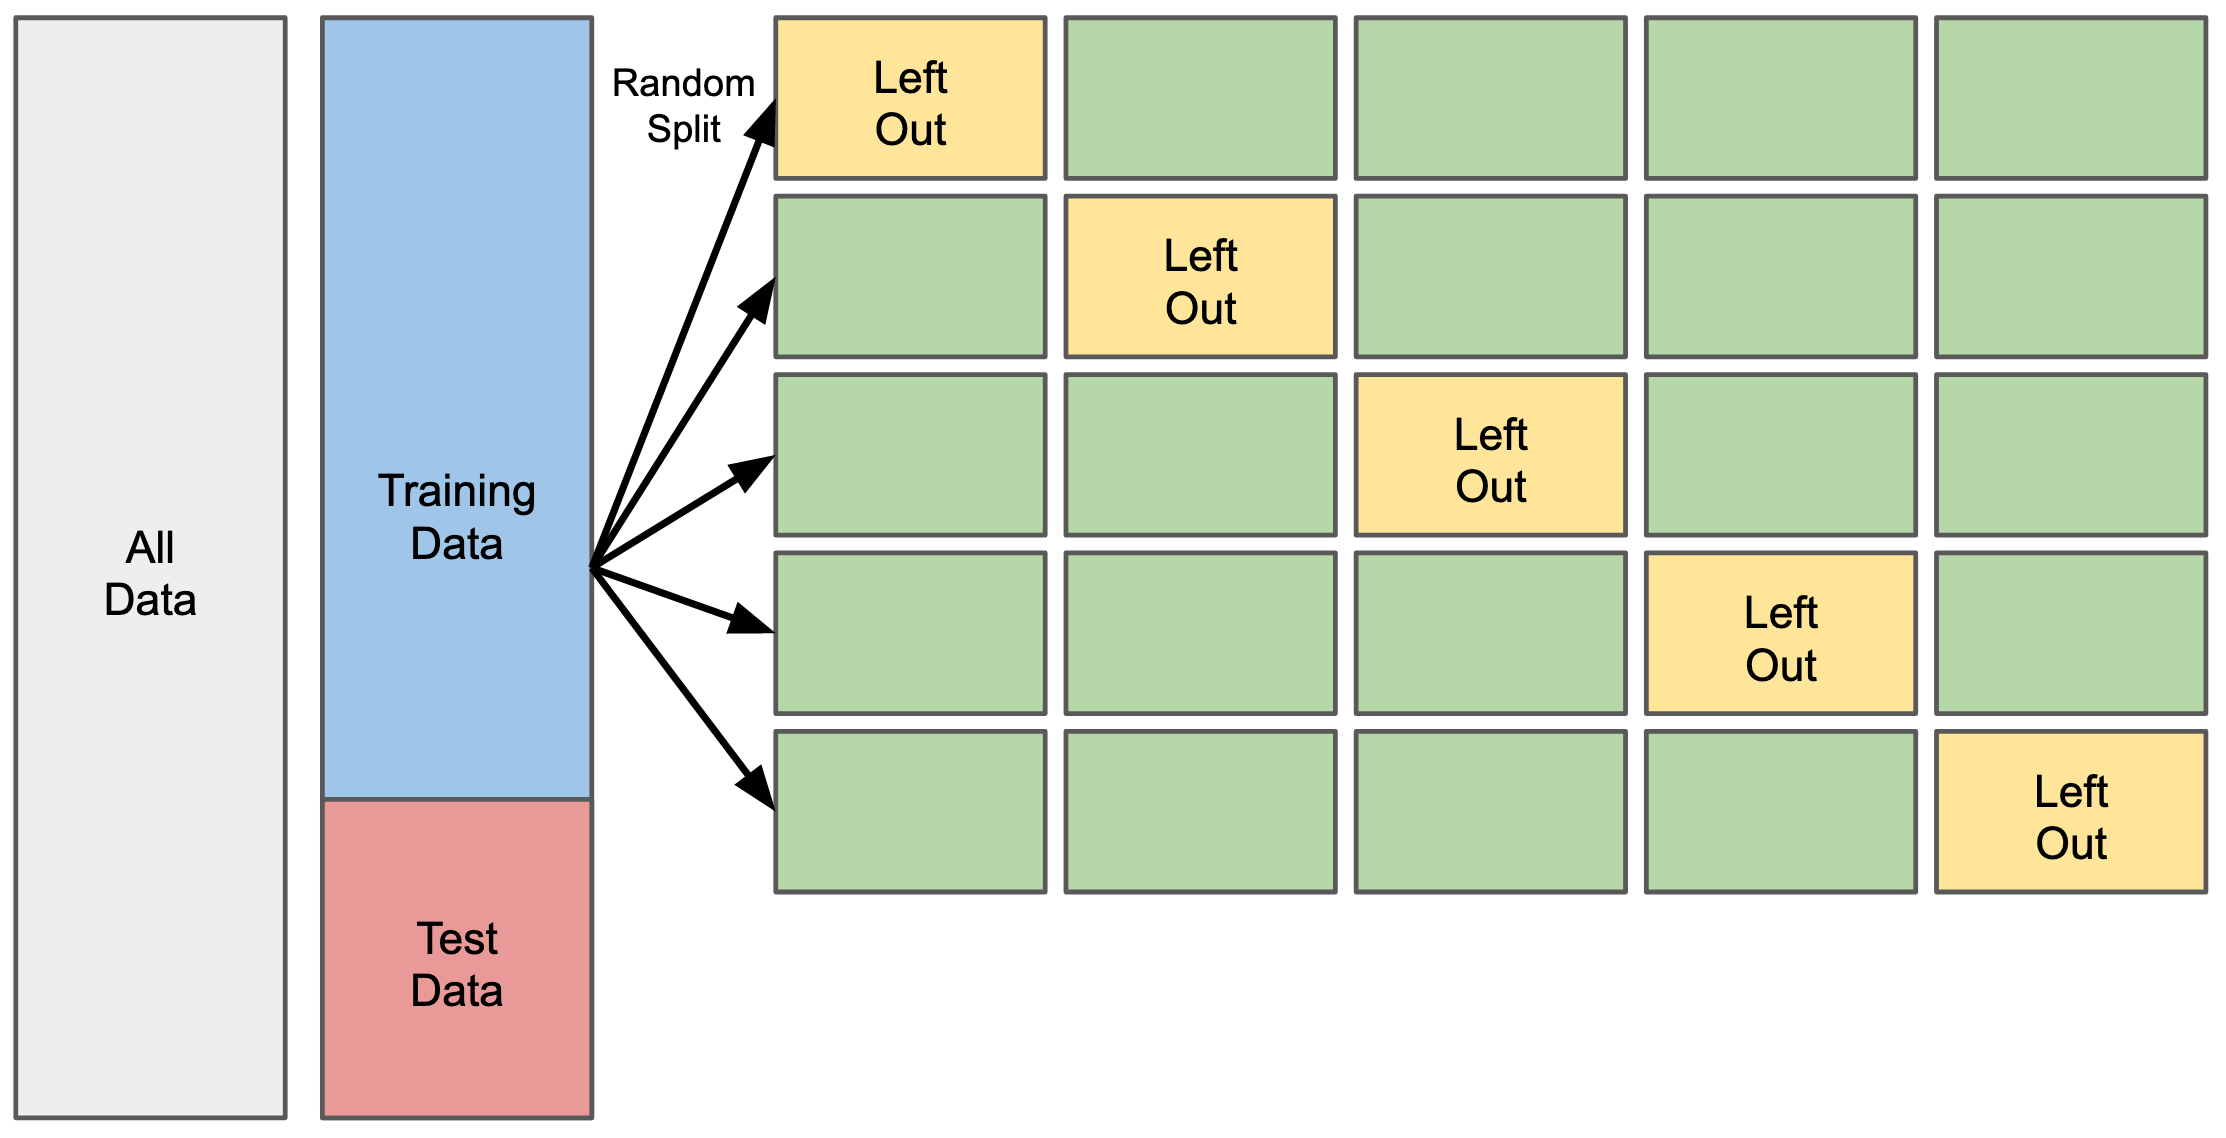 All
Data
Training
Data
Test
Data
Random
Split
Left
Out
Left
Out
Left
Out
Left
Out
Left
Out